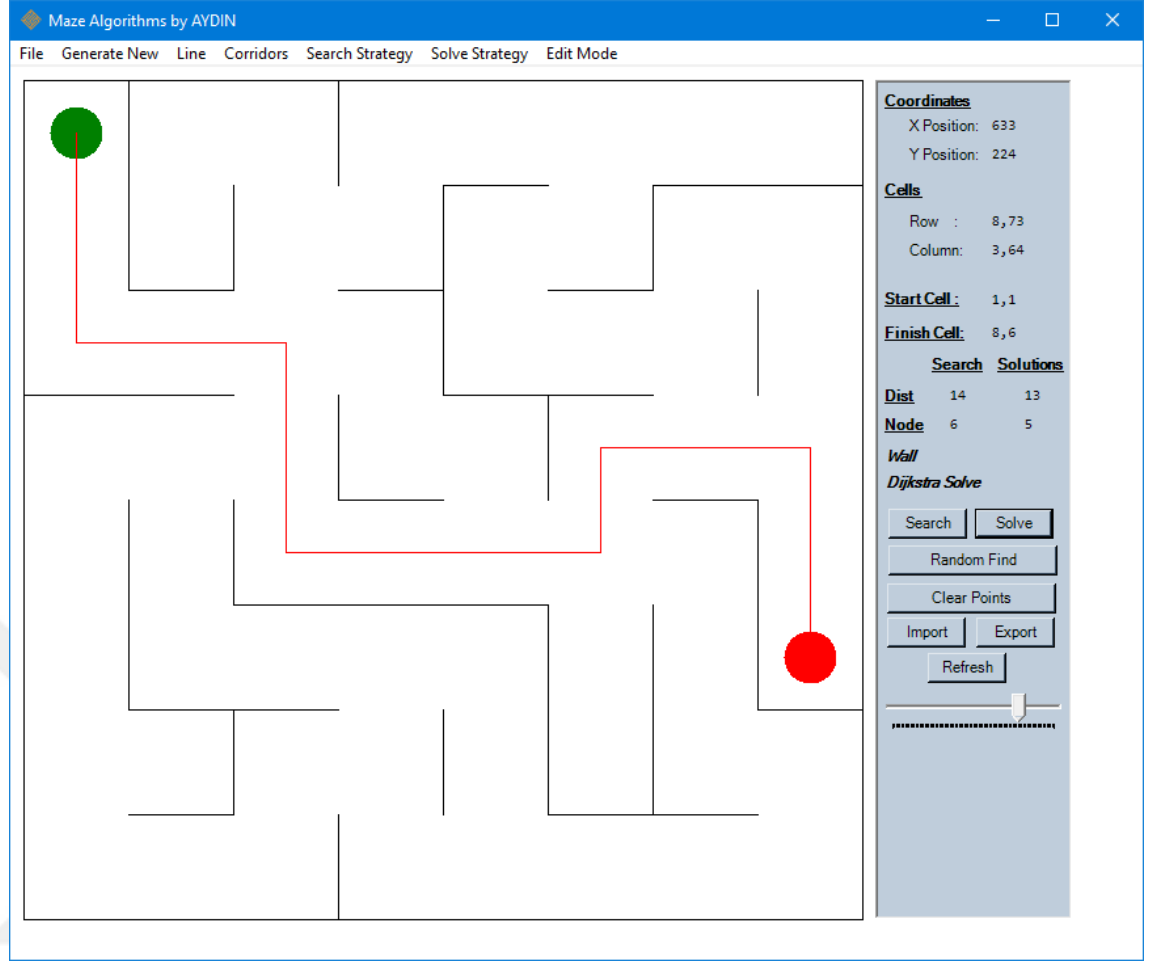 Maze Algorithms by AYDIN
File Generate New Line Corridors Search Strategy Solve Strategy Edit Mode
Coordinates
X Position: 633
Y Position: 224
Cells
Row : 8,73
Column: 3,64
Start Cell : 1,1
Finish Cell: 8,6
Search Solutions
Dist 14 13
Node 6 5
Wall
Dijkstra Solve
Search Solve
Random Find
Clear Points
Import Export
Refresh